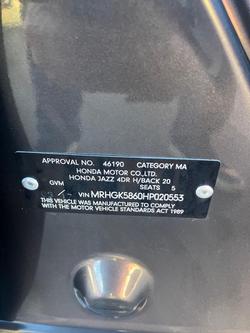 APPROVAL NO. 46190 CATEGORY MA
HONDA MOTOR CO.,LTD.
HONDA JAZZ 4DR H/BACK 20
SEATS 5
GVM -/- VIN MRHGK5860HP020553
THIS VEHICLE WAS MANUFACTURED TO COMPLY
WITH THE MOTOR VEHICLE STANDARDS ACT 1989